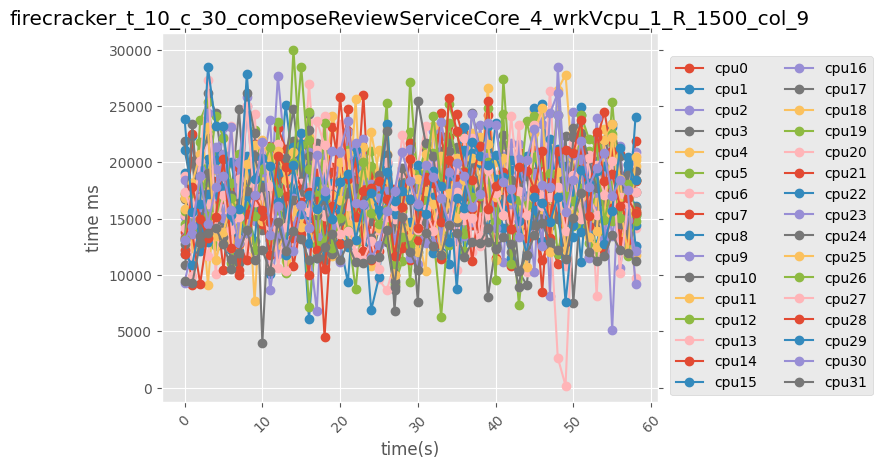 firecracker_t_10_c_30_composeReviewServiceCore_4_wrkVcpu_1_R_1500_col_9
30000
25000
20000
15000
10000
5000
0
time ms
0
10
20
30
40
50
60
time(s)
cpu0
cpu1
cpu2
cpu3
cpu4
cpu5
cpu6
cpu7
cpu8
cpu9
cpu10
cpu11
cpu12
cpu13
cpu14
cpu15
cpu16
cpu17
cpu18
cpu19
cpu20
cpu21
cpu22
cpu23
cpu24
cpu25
cpu26
cpu27
cpu28
cpu29
cpu30
cpu31